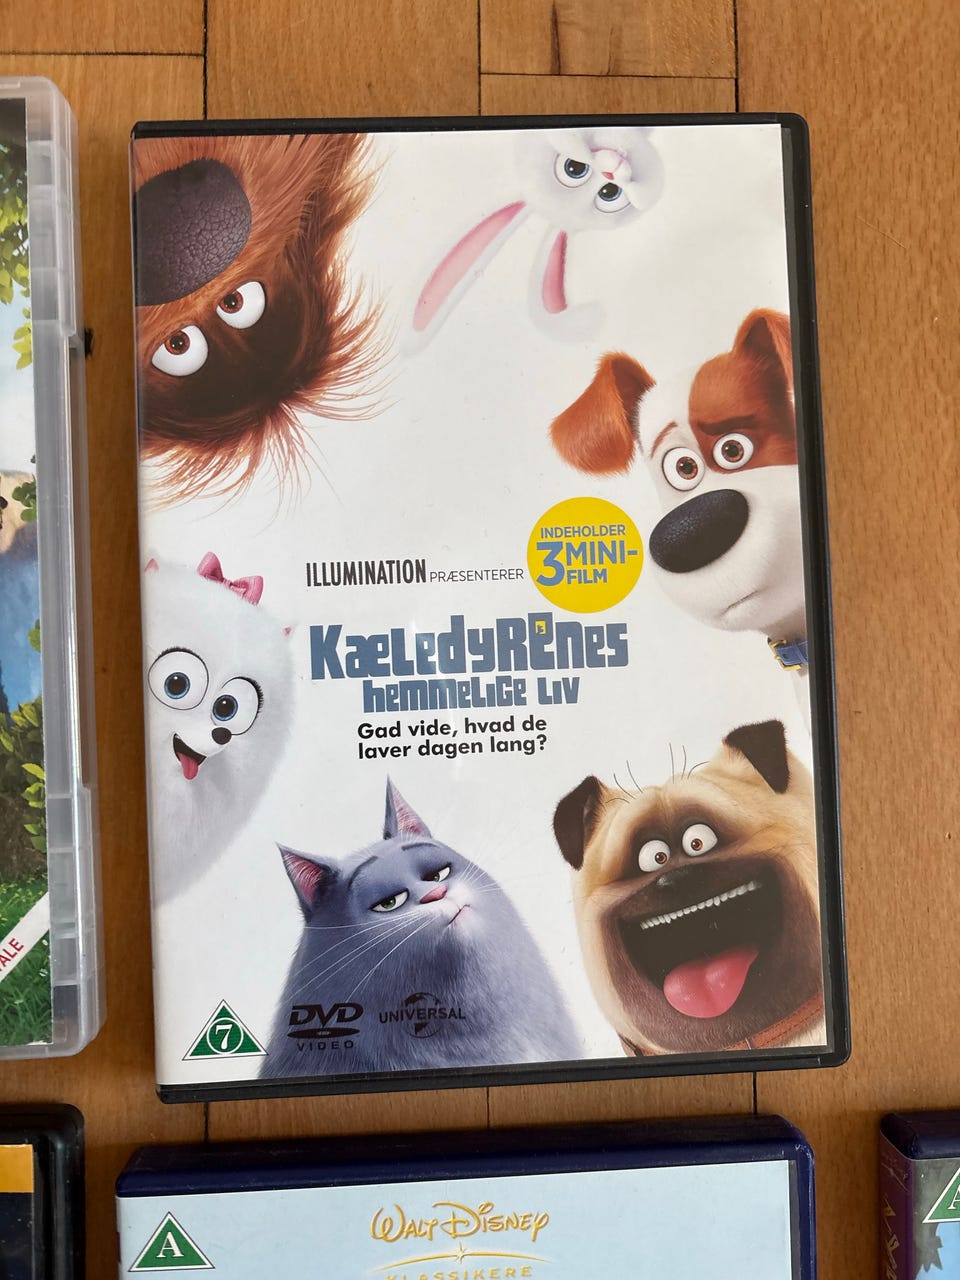 INDEHOLDER
3 MINI-
FILM
ILLUMINATION PRÆSENTERER
KæLedyRenes
hemmeLiGe Liv
Gad vide, hvad de
laver dagen lang?
7
DVD
VIDEO
UNIVERSAL
ALE
A
WALT DISNEY
KLASSIKERE
A